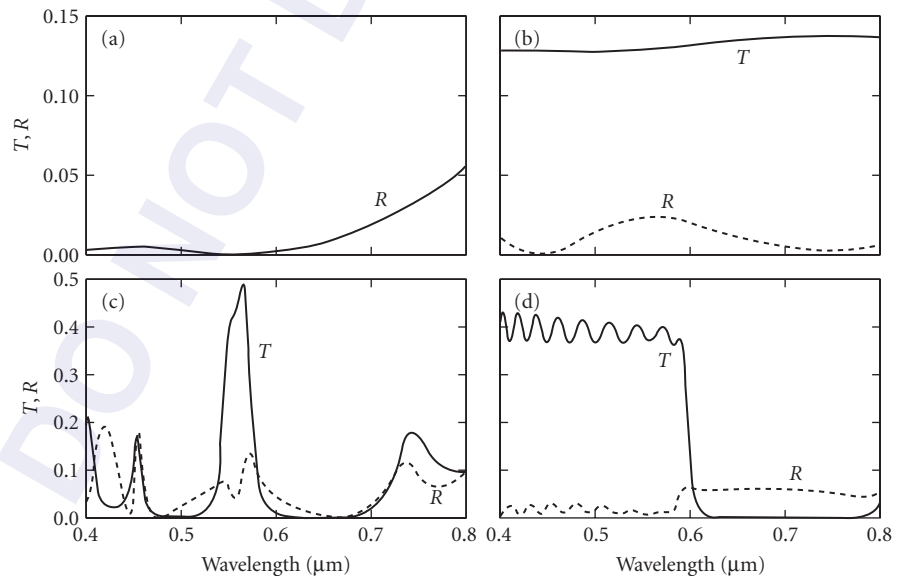 0.15
0.10
0.05
0.00
T, R
(a)
R
(b)
T
R
0.5
0.4
0.3
0.2
0.1
0.0
T, R
(c)
T
R
0.4 0.5 0.6 0.7 0.8
Wavelength (μm)
(d)
T
R
0.4 0.5 0.6 0.7 0.8
Wavelength (μm)
DO NOT